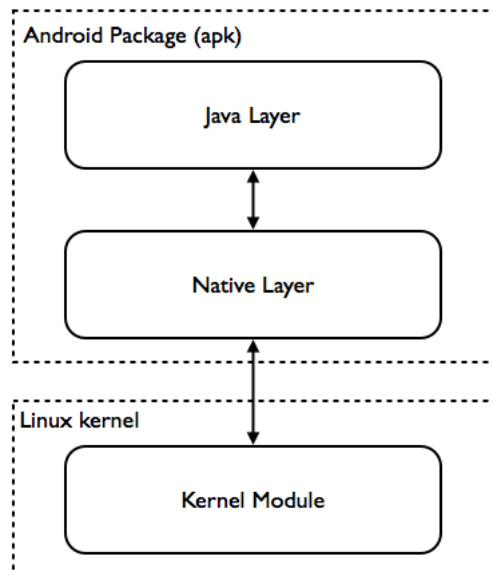 Android Package (apk)
Java Layer
Native Layer
Linux kernel
Kernel Module